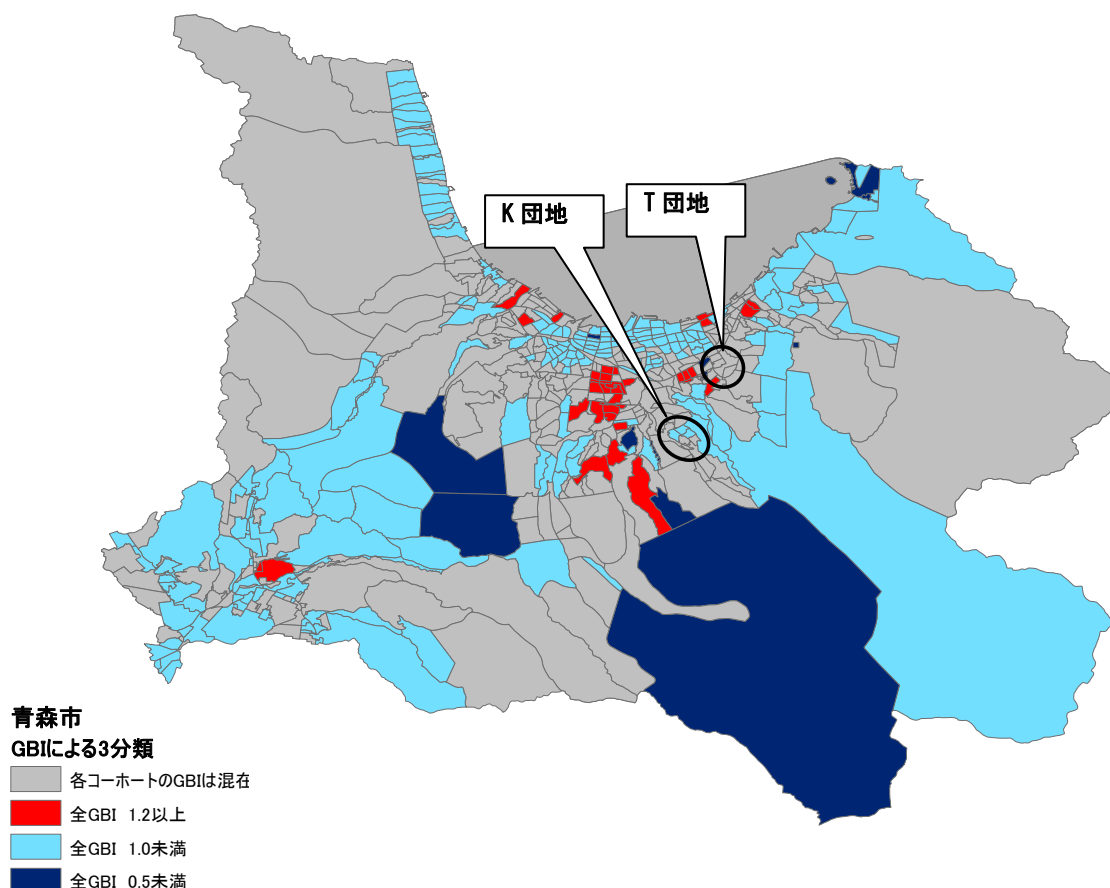 K 団地
T 団地
青森市
GBIによる3分類
各コーホートのGBIは混在
全GBI 1.2以上
全GBI 1.0未満
全GBI 0.5未満